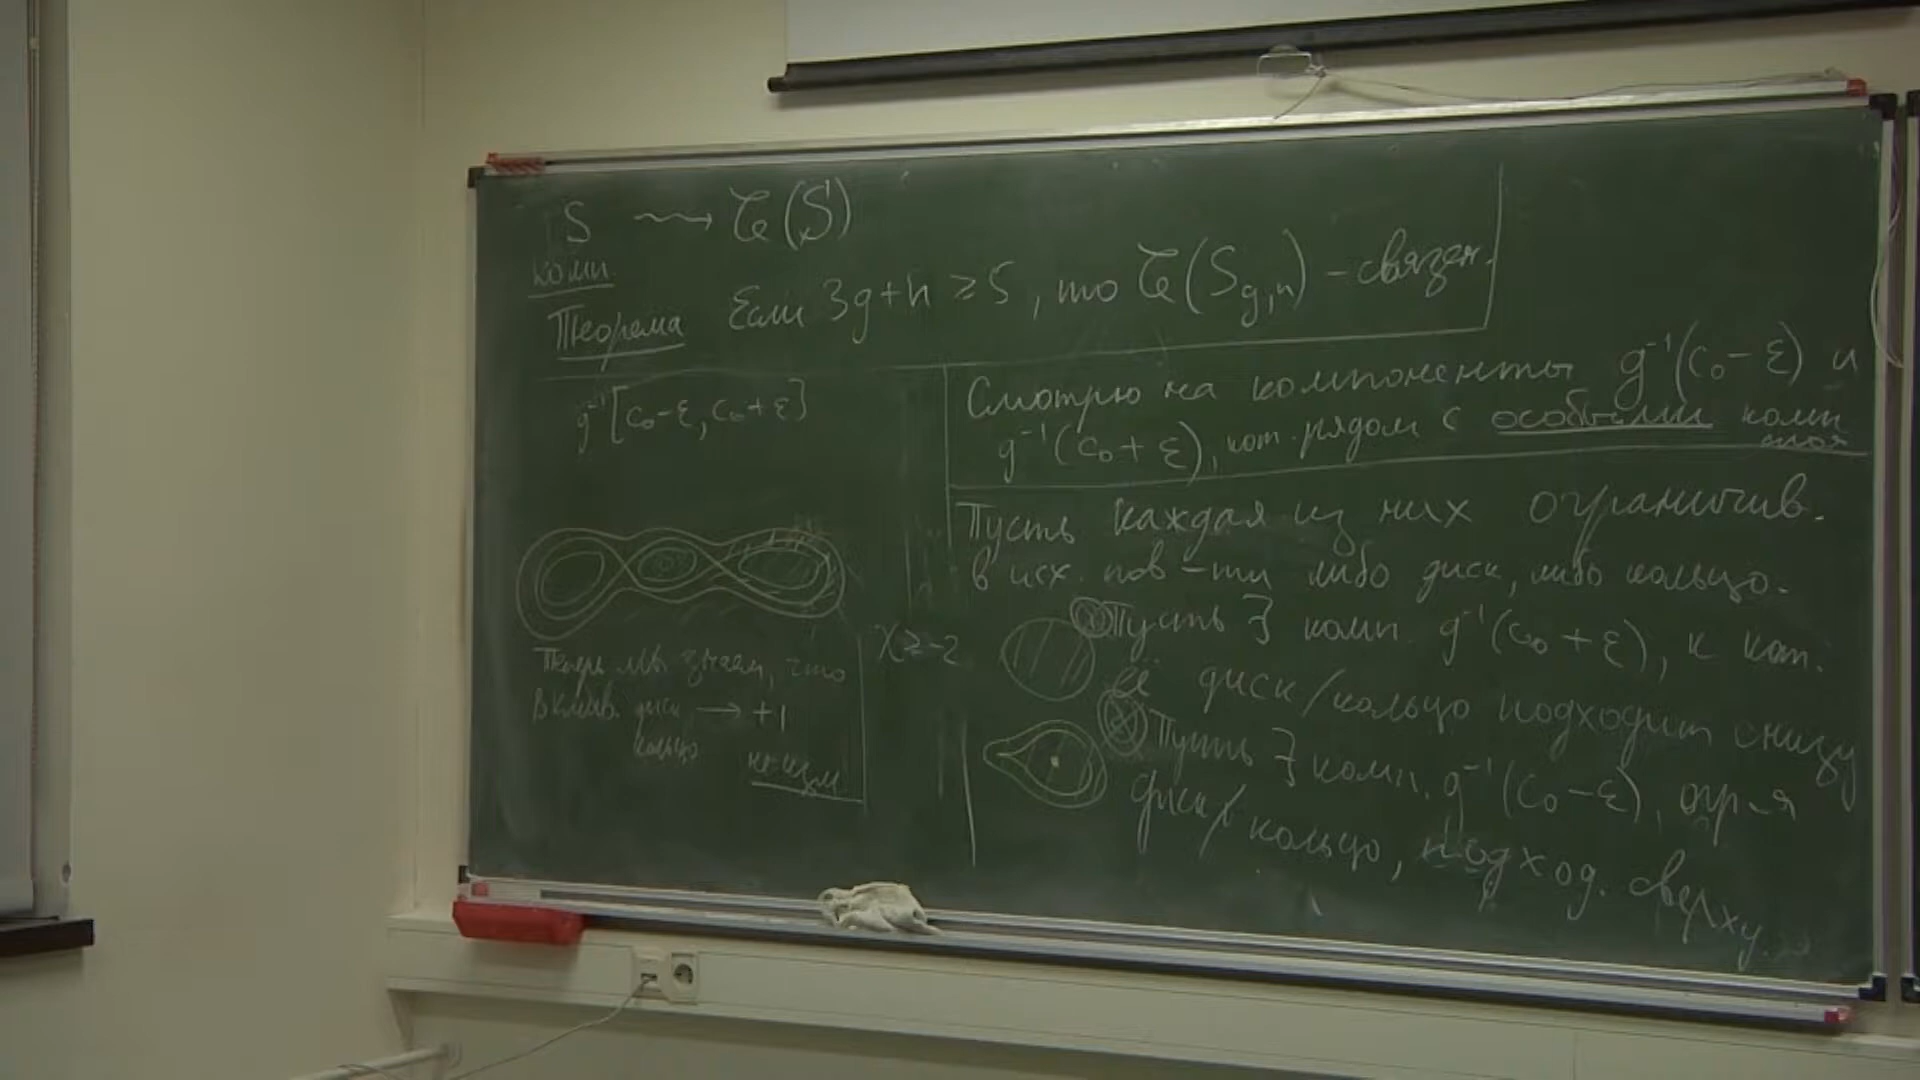 S ⟿ 𝒞(S)
комп.
Теорема Если 3g+n ≥ 5, то 𝒞(S_{g,n}) – связен.
g⁻¹[c₀-ε, c₀+ε]
Теперь мы знаем, что
вклеив. диск → +1
кольцо не изм
χ ≥ -2
Смотрю на компоненты g⁻¹(c₀-ε) и
g⁻¹(c₀+ε), кот. рядом с особыми комп
Пусть каждая из них ограничив.
в исх. пов-ти либо диск, либо кольцо.
Пусть ∃ комп. g⁻¹(c₀+ε), к кот.
её диск/кольцо подходит снизу
Пусть ∃ комп. g⁻¹(c₀-ε), огр-я
диск/кольцо, подход. сверху.